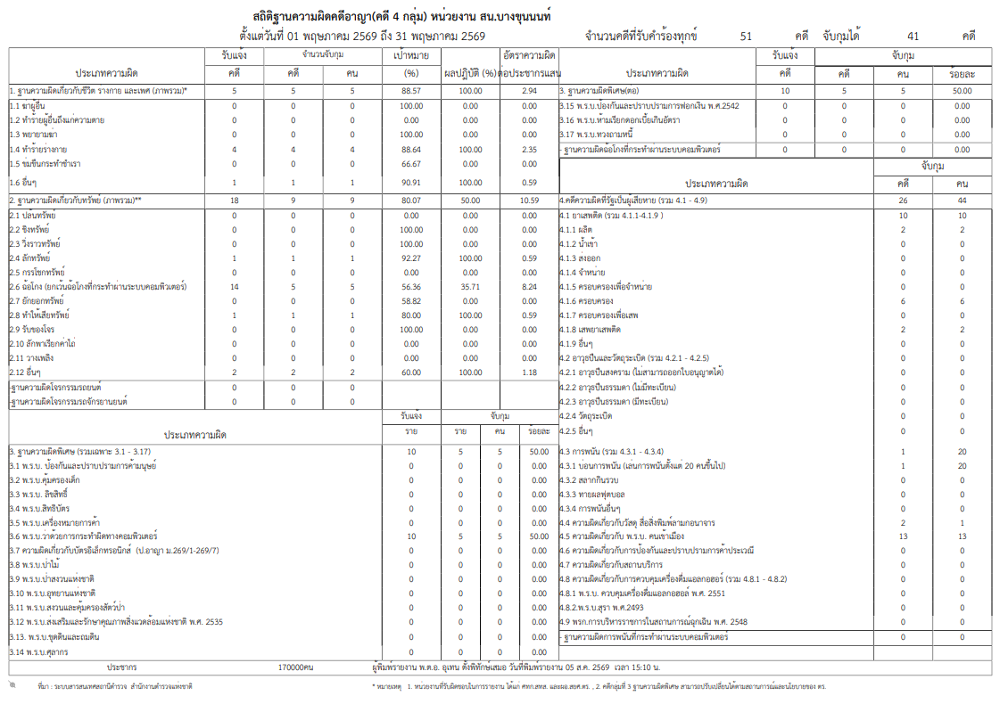 สถิติฐานความผิดคดีอาญา(คดี 4 กลุ่ม) หน่วยงาน สน.บางขุนนนท์
ตั้งแต่วันที่ 01 พฤษภาคม 2569 ถึง 31 พฤษภาคม 2569 จำนวนคดีที่รับคำร้องทุกข์ 51 คดี จับกุมได้ 41 คดี
ประเภทความผิด รับแจ้ง จำนวนจับกุม เป้าหมาย ผลปฏิบัติ (%) อัตราความผิด
คดี คดี คน (%) ต่อประชากรแสน
1. ฐานความผิดเกี่ยวกับชีวิต ร่างกาย และเพศ (ภาพรวม)* 5 5 5 88.57 100.00 2.94
1.1 ฆ่าผู้อื่น 0 0 0 100.00 0.00 0.00
1.2 ทำร้ายผู้อื่นถึงแก่ความตาย 0 0 0 0.00 0.00 0.00
1.3 พยายามฆ่า 0 0 0 100.00 0.00 0.00
1.4 ทำร้ายร่างกาย 4 4 4 88.64 100.00 2.35
1.5 ข่มขืนกระทำชำเรา 0 0 0 66.67 0.00 0.00
1.6 อื่นๆ 1 1 1 90.91 100.00 0.59
2. ฐานความผิดเกี่ยวกับทรัพย์ (ภาพรวม)** 18 9 9 80.07 50.00 10.59
2.1 ปล้นทรัพย์ 0 0 0 0.00 0.00 0.00
2.2 ชิงทรัพย์ 0 0 0 100.00 0.00 0.00
2.3 วิ่งราวทรัพย์ 0 0 0 100.00 0.00 0.00
2.4 ลักทรัพย์ 1 1 1 92.27 100.00 0.59
2.5 กรรโชกทรัพย์ 0 0 0 0.00 0.00 0.00
2.6 ฉ้อโกง (ยกเว้นฉ้อโกงที่กระทำผ่านระบบคอมพิวเตอร์) 14 5 5 56.36 35.71 8.24
2.7 ยักยอกทรัพย์ 0 0 0 58.82 0.00 0.00
2.8 ทำให้เสียทรัพย์ 1 1 1 80.00 100.00 0.59
2.9 รับของโจร 0 0 0 100.00 0.00 0.00
2.10 ลักพาเรียกค่าไถ่ 0 0 0 0.00 0.00 0.00
2.11 วางเพลิง 0 0 0 0.00 0.00 0.00
2.12 อื่นๆ 2 2 2 60.00 100.00 1.18
-ฐานความผิดโจรกรรมรถยนต์ 0 0 0
-ฐานความผิดโจรกรรมรถจักรยานยนต์ 0 0 0
ประเภทความผิด รับแจ้ง จับกุม
ราย ราย คน ร้อยละ
3. ฐานความผิดพิเศษ (รวมเฉพาะ 3.1 - 3.17) 10 5 5 50.00
3.1 พ.ร.บ. ป้องกันและปราบปรามการค้ามนุษย์ 0 0 0 0.00
3.2 พ.ร.บ.คุ้มครองเด็ก 0 0 0 0.00
3.3 พ.ร.บ. ลิขสิทธิ์ 0 0 0 0.00
3.4 พ.ร.บ.สิทธิบัตร 0 0 0 0.00
3.5 พ.ร.บ.เครื่องหมายการค้า 0 0 0 0.00
3.6 พ.ร.บ.ว่าด้วยการกระทำผิดทางคอมพิวเตอร์ 10 5 5 50.00
3.7 ความผิดเกี่ยวกับบัตรอิเล็กทรอนิกส์ (ป.อาญา ม.269/1-269/7) 0 0 0 0.00
3.8 พ.ร.บ.ป่าไม้ 0 0 0 0.00
3.9 พ.ร.บ.ป่าสงวนแห่งชาติ 0 0 0 0.00
3.10 พ.ร.บ.อุทยานแห่งชาติ 0 0 0 0.00
3.11 พ.ร.บ.สงวนและคุ้มครองสัตว์ป่า 0 0 0 0.00
3.12 พ.ร.บ.ส่งเสริมและรักษาคุณภาพสิ่งแวดล้อมแห่งชาติ พ.ศ. 2535 0 0 0 0.00
3.13. พ.ร.บ.ขุดดินและถมดิน 0 0 0 0.00
3.14 พ.ร.บ.ศุลากร 0 0 0 0.00
ประเภทความผิด รับแจ้ง จับกุม
คดี คดี คน ร้อยละ
3. ฐานความผิดพิเศษ(ต่อ) 10 5 5 50.00
3.15 พ.ร.บ.ป้องกันและปราบปรามการฟอกเงิน พ.ศ.2542 0 0 0 0.00
3.16 พ.ร.บ.ห้ามเรียกดอกเบี้ยเกินอัตรา 0 0 0 0.00
3.17 พ.ร.บ.ทวงถามหนี้ 0 0 0 0.00
- ฐานความผิดฉ้อโกงที่กระทำผ่านระบบคอมพิวเตอร์ 0 0 0 0.00
ประเภทความผิด จับกุม
คดี คน
4.คดีความผิดที่รัฐเป็นผู้เสียหาย (รวม 4.1 - 4.9) 26 44
4.1 ยาเสพติด (รวม 4.1.1-4.1.9 ) 10 10
4.1.1 ผลิต 2 2
4.1.2 นำเข้า 0 0
4.1.3 ส่งออก 0 0
4.1.4 จำหน่าย 0 0
4.1.5 ครอบครองเพื่อจำหน่าย 0 0
4.1.6 ครอบครอง 6 6
4.1.7 ครอบครองเพื่อเสพ 0 0
4.1.8 เสพยาเสพติด 2 2
4.1.9 อื่นๆ 0 0
4.2 อาวุธปืนและวัตถุระเบิด (รวม 4.2.1 - 4.2.5) 0 0
4.2.1 อาวุธปืนสงคราม (ไม่สามารถออกใบอนุญาตได้) 0 0
4.2.2 อาวุธปืนธรรมดา (ไม่มีทะเบียน) 0 0
4.2.3 อาวุธปืนธรรมดา (มีทะเบียน) 0 0
4.2.4 วัตถุระเบิด 0 0
4.2.5 อื่นๆ 0 0
4.3 การพนัน (รวม 4.3.1 - 4.3.4) 1 20
4.3.1 บ่อนการพนัน (เล่นการพนันตั้งแต่ 20 คนขึ้นไป) 1 20
4.3.2 สลากกินรวบ 0 0
4.3.3 ทายผลฟุตบอล 0 0
4.3.4 การพนันอื่นๆ 0 0
4.4 ความผิดเกี่ยวกับวัสดุ สื่อสิ่งพิมพ์ลามกอนาจาร 2 1
4.5 ความผิดเกี่ยวกับ พ.ร.บ. คนเข้าเมือง 13 13
4.6 ความผิดเกี่ยวกับการป้องกันและปราบปรามการค้าประเวณี 0 0
4.7 ความผิดเกี่ยวกับสถานบริการ 0 0
4.8 ความผิดเกี่ยวกับการควบคุมเครื่องดื่มแอลกอฮอร์ (รวม 4.8.1 - 4.8.2) 0 0
4.8.1 พ.ร.บ. ควบคุมเครื่องดื่มแอลกอฮอล์ พ.ศ. 2551 0 0
4.8.2.พ.ร.บ.สุรา พ.ศ.2493 0 0
4.9 พรก.การบริหารราชการในสถานการณ์ฉุกเฉิน พ.ศ. 2548 0 0
- ฐานความผิดการพนันที่กระทำผ่านระบบคอมพิวเตอร์ 0 0
ประชากร 170000คน ผู้พิมพ์รายงาน พ.ต.อ. อุเทน ตั้งพิทักษ์เสมอ วันที่พิมพ์รายงาน 05 ส.ค. 2569 เวลา 15:10 น.
ที่มา : ระบบสารสนเทศสถานีตำรวจ สำนักงานตำรวจแห่งชาติ * หมายเหตุ 1. หน่วยงานที่รับผิดชอบในการรายงาน ได้แก่ ศทก.สทส. และผอ.สยศ.ตร. , 2. คดีกลุ่มที่ 3 ฐานความผิดพิเศษ สามารถปรับเปลี่ยนได้ตามสถานการณ์และนโยบายของ ตร.